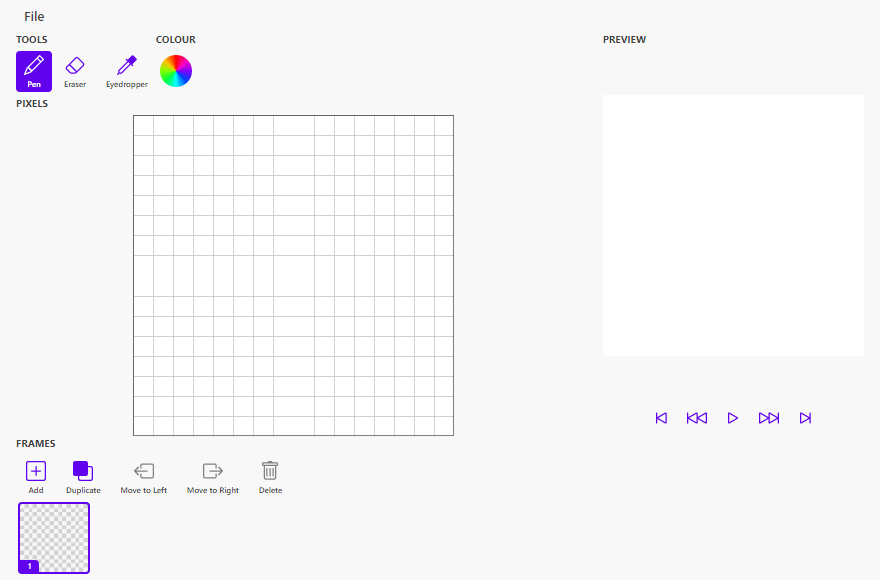 File
TOOLS
COLOUR
PREVIEW
Pen
Eraser
Eyedropper
PIXELS
FRAMES
Add
Duplicate
Move to Left
Move to Right
Delete
1